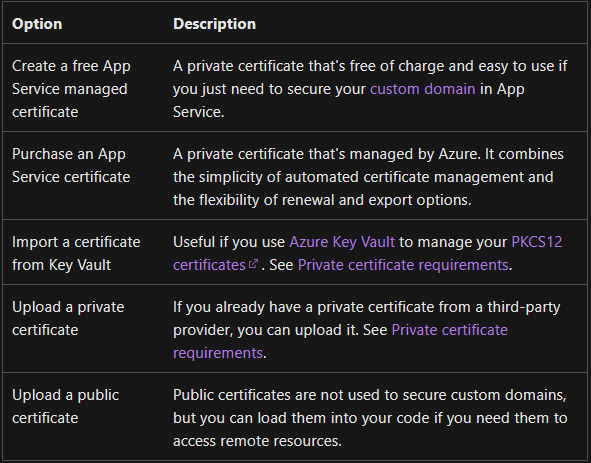 Option Description
Create a free App
Service managed
certificate
A private certificate that's free of charge and easy to use if
you just need to secure your custom domain in App
Service.
Purchase an App
Service certificate
A private certificate that's managed by Azure. It combines
the simplicity of automated certificate management and
the flexibility of renewal and export options.
Import a certificate
from Key Vault
Useful if you use Azure Key Vault to manage your PKCS12
certificates . See Private certificate requirements.
Upload a private
certificate
If you already have a private certificate from a third-party
provider, you can upload it. See Private certificate
requirements.
Upload a public
certificate
Public certificates are not used to secure custom domains,
but you can load them into your code if you need them to
access remote resources.